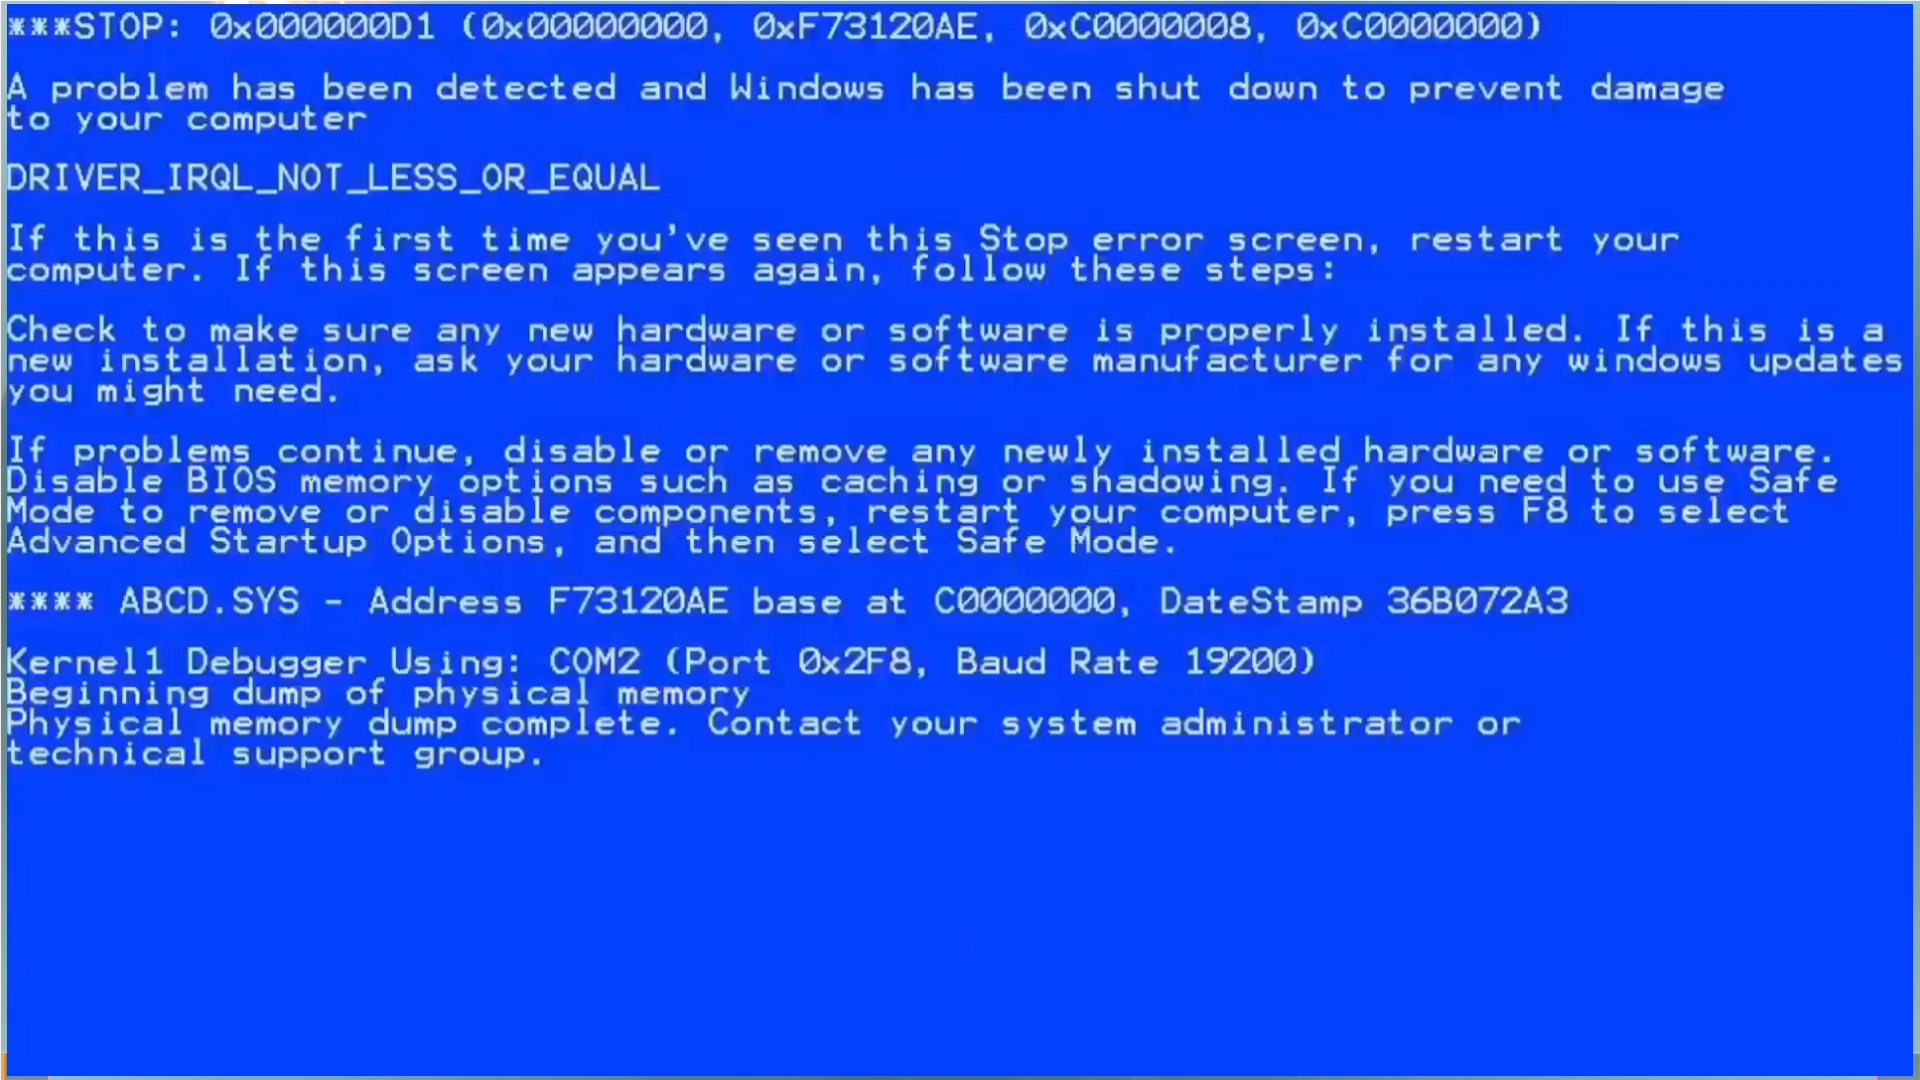 ***STOP: 0x000000D1 (0x00000000, 0xF73120AE, 0xC0000008, 0xC0000000)
A problem has been detected and Windows has been shut down to prevent damage
to your computer
DRIVER_IRQL_NOT_LESS_OR_EQUAL
If this is the first time you've seen this Stop error screen, restart your
computer. If this screen appears again, follow these steps:
Check to make sure any new hardware or software is properly installed. If this is a
new installation, ask your hardware or software manufacturer for any windows updates
you might need.
If problems continue, disable or remove any newly installed hardware or software.
Disable BIOS memory options such as caching or shadowing. If you need to use Safe
Mode to remove or disable components, restart your computer, press F8 to select
Advanced Startup Options, and then select Safe Mode.
**** ABCD.SYS - Address F73120AE base at C0000000, DateStamp 36B072A3
Kernel1 Debugger Using: COM2 (Port 0x2F8, Baud Rate 19200)
Beginning dump of physical memory
Physical memory dump complete. Contact your system administrator or
technical support group.